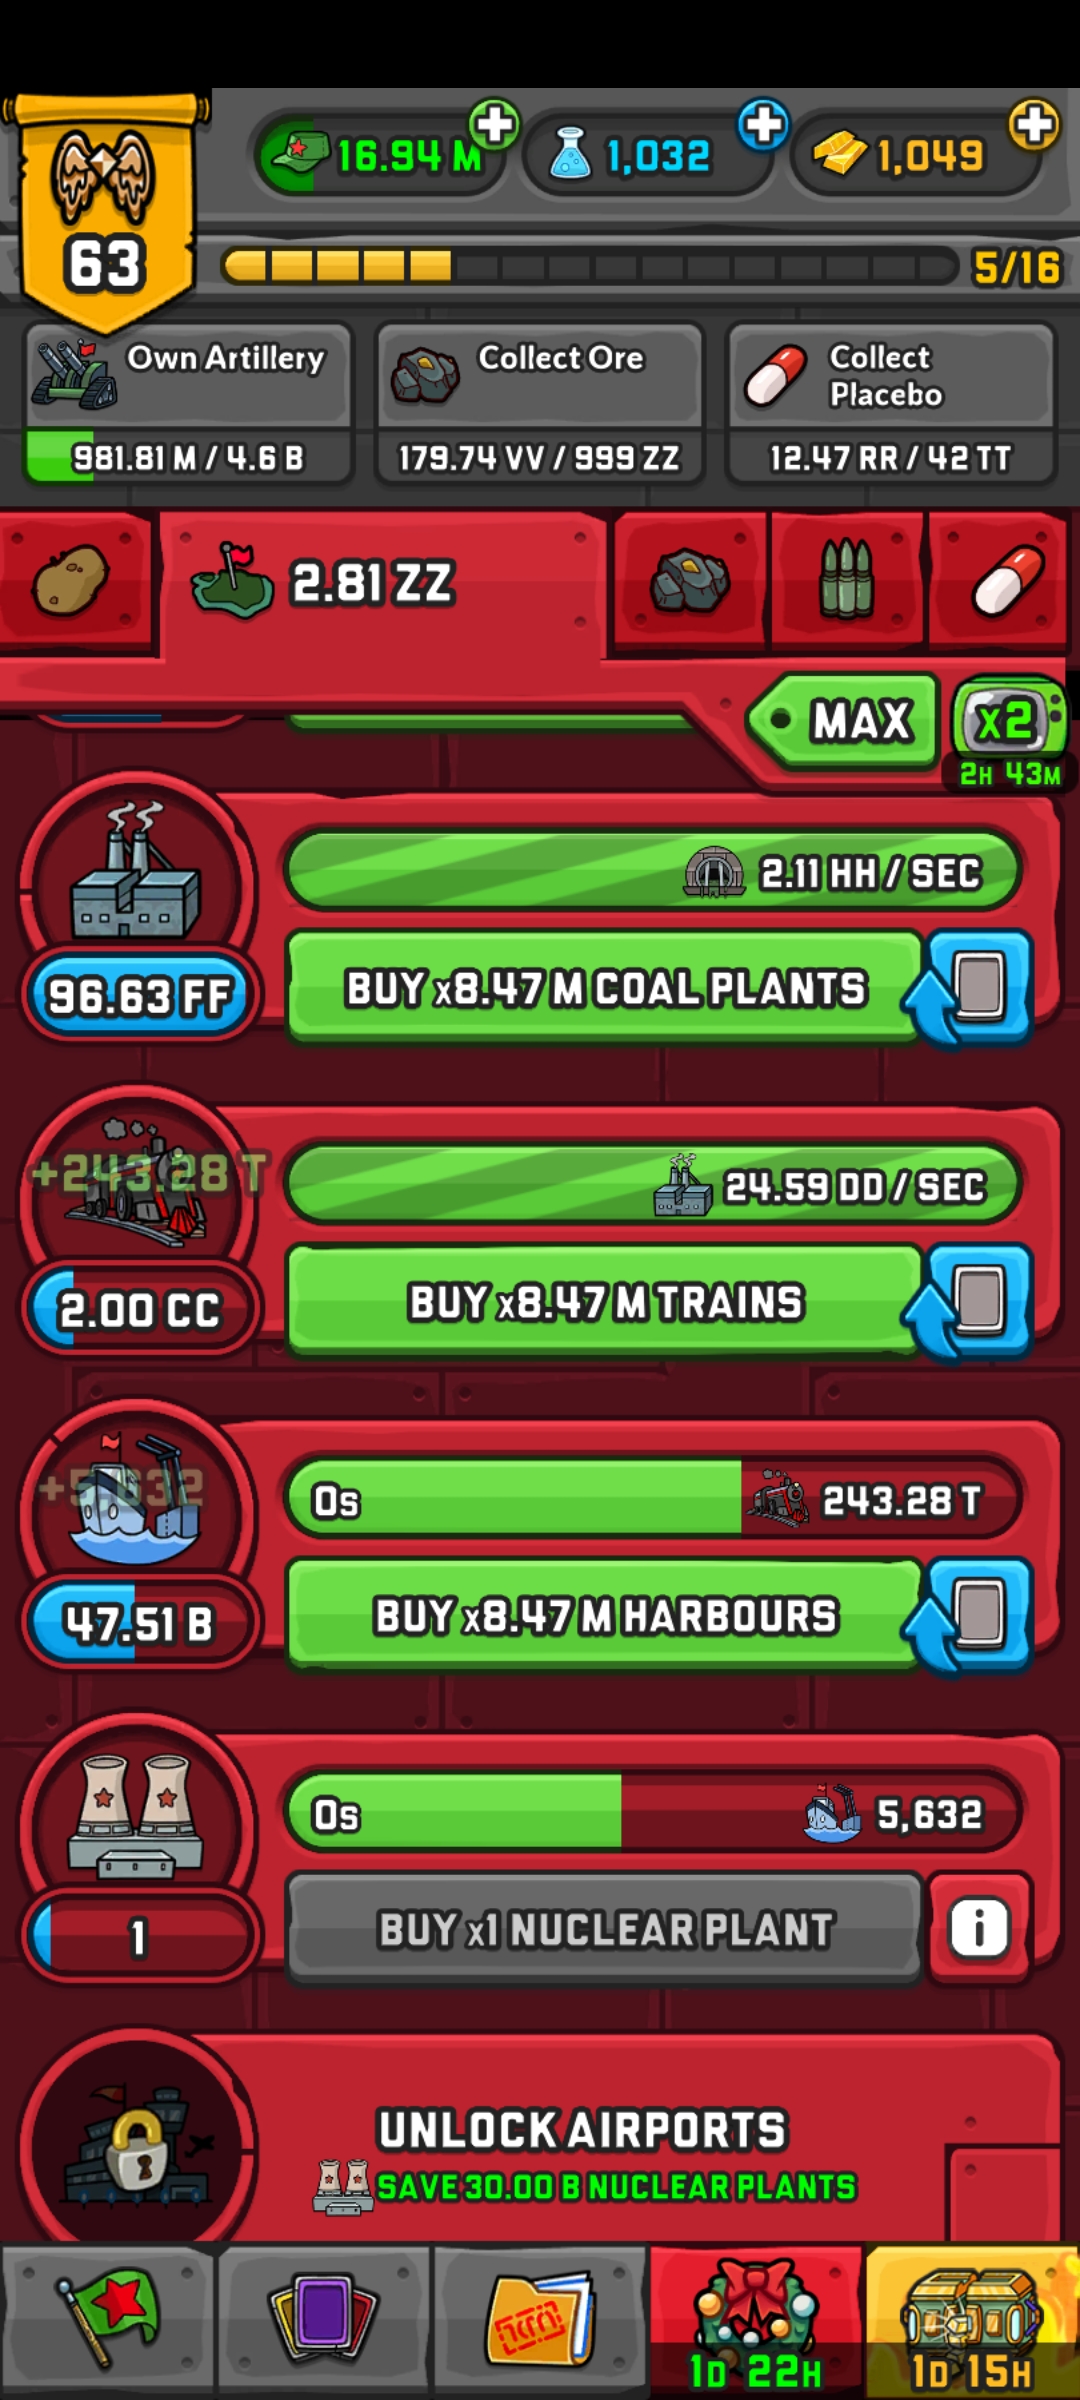 16.94 M
1,032
1,049
63
5/16
Own Artillery
981.81 M / 4.6 B
Collect Ore
179.74 VV / 999 ZZ
Collect
Placebo
12.47 RR / 42 TT
2.81 ZZ
MAX
x2
2H 43M
2.11 HH / SEC
96.63 FF
BUY x8.47 M COAL PLANTS
+243.28 T
24.59 DD / SEC
2.00 CC
BUY x8.47 M TRAINS
+5,632
0s
243.28 T
47.51 B
BUY x8.47 M HARBOURS
0s
5,632
1
BUY x1 NUCLEAR PLANT
i
UNLOCK AIRPORTS
SAVE 30.00 B NUCLEAR PLANTS
1D 22H
1D 15H